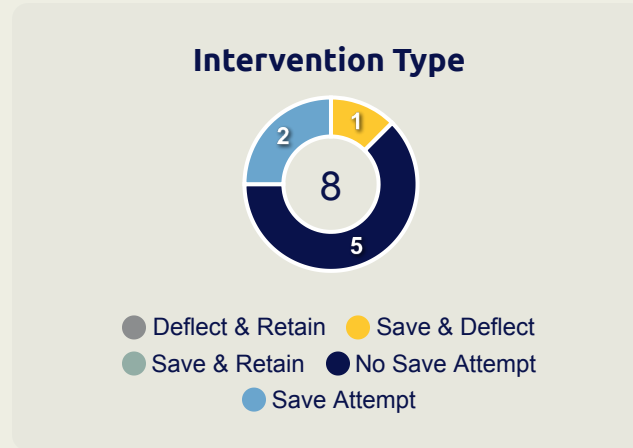 Intervention Type
1
2
8
5
Deflect & Retain
Save & Deflect
Save & Retain
No Save Attempt
Save Attempt